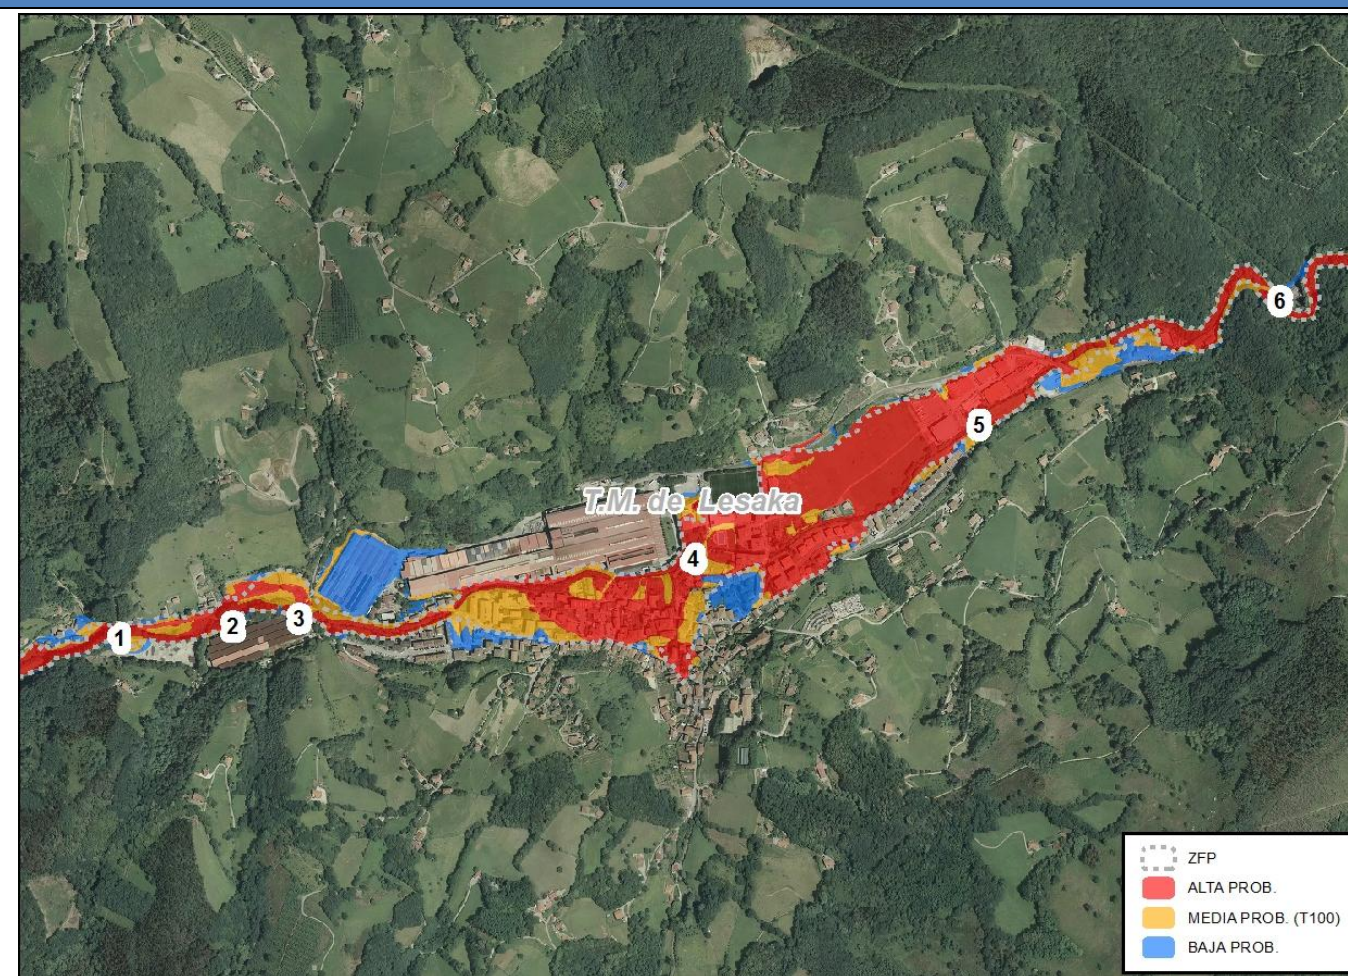 6
5
T.M. de Lesaka
4
3
2
1
ZFP
ALTA PROB.
MEDIA PROB. (T100)
BAJA PROB.